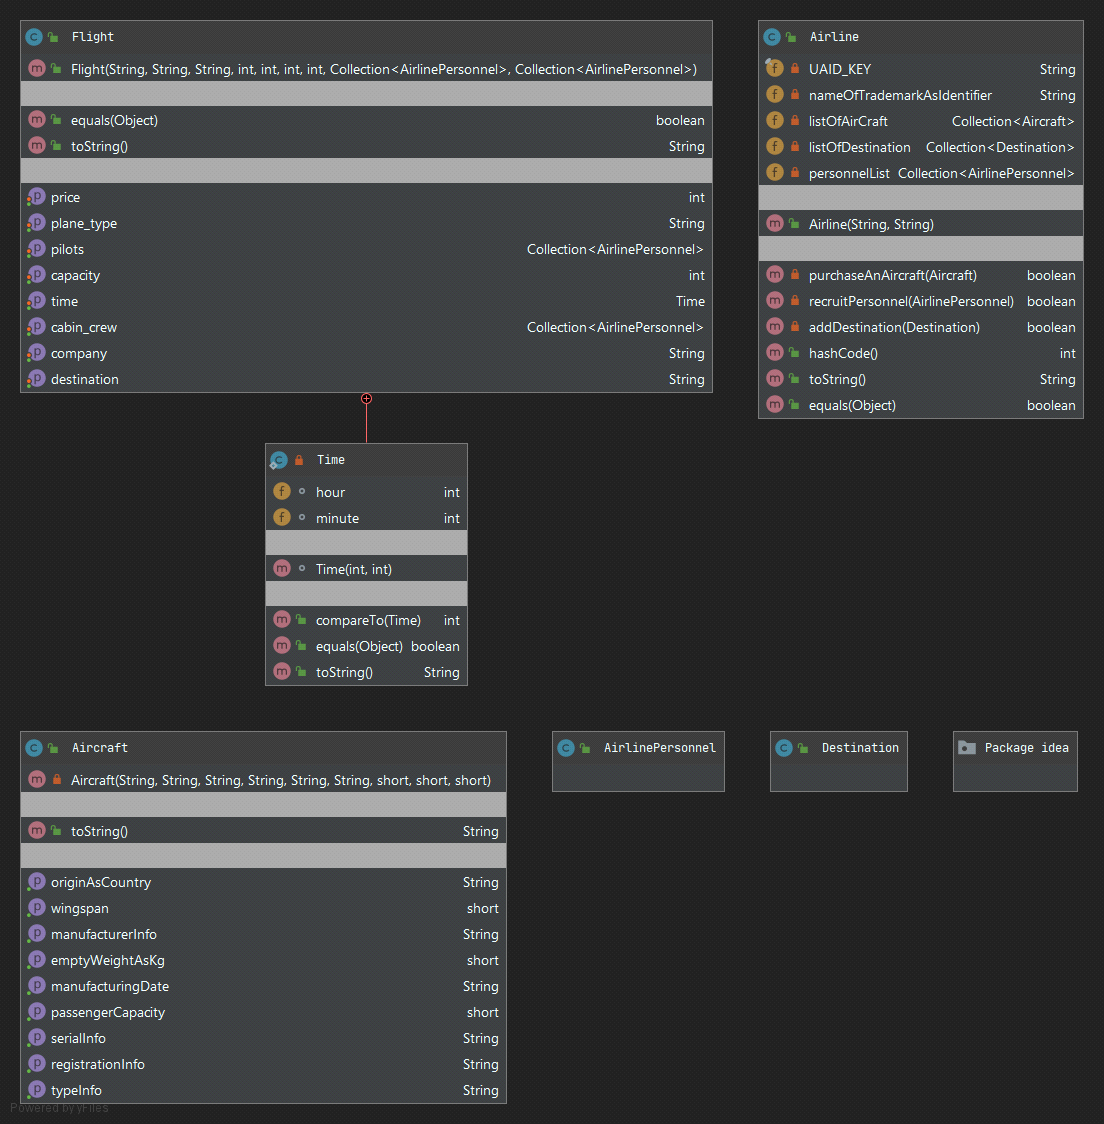 Flight
Flight(String, String, String, int, int, int, int, Collection<AirlinePersonnel>, Collection<AirlinePersonnel>)
equals(Object) boolean
toString() String
price int
plane_type String
pilots Collection<AirlinePersonnel>
capacity int
time Time
cabin_crew Collection<AirlinePersonnel>
company String
destination String
Airline
UAID_KEY String
nameOfTrademarkAsIdentifier String
listOfAirCraft Collection<Aircraft>
listOfDestination Collection<Destination>
personnelList Collection<AirlinePersonnel>
Airline(String, String)
purchaseAnAircraft(Aircraft) boolean
recruitPersonnel(AirlinePersonnel) boolean
addDestination(Destination) boolean
hashCode() int
toString() String
equals(Object) boolean
Time
hour int
minute int
Time(int, int)
compareTo(Time) int
equals(Object) boolean
toString() String
Aircraft
Aircraft(String, String, String, String, String, String, short, short, short)
toString() String
originAsCountry String
wingspan short
manufacturerInfo String
emptyWeightAsKg short
manufacturingDate String
passengerCapacity short
serialInfo String
registrationInfo String
typeInfo String
AirlinePersonnel
Destination
Package idea
Powered by yFiles